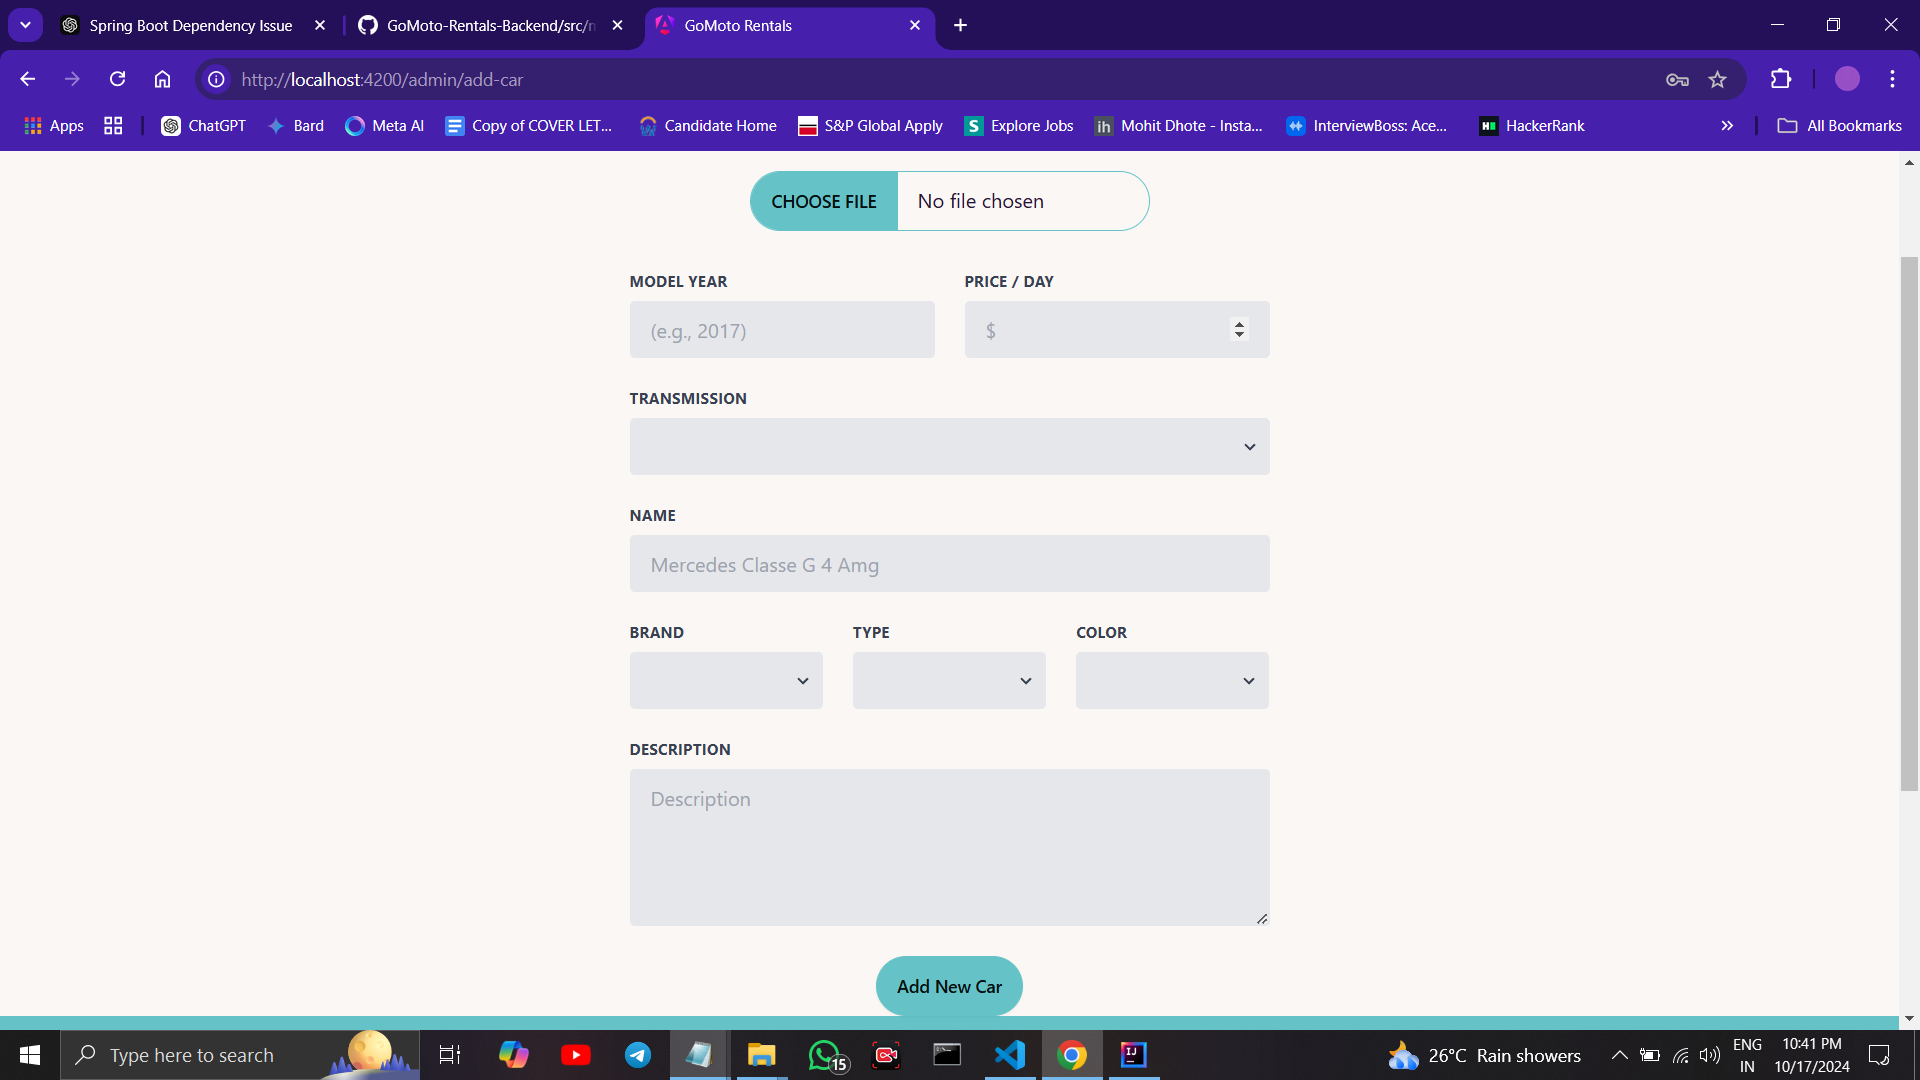 Spring Boot Dependency Issue
GoMoto-Rentals-Backend/src/
GoMoto Rentals
http://localhost:4200/admin/add-car
Apps
ChatGPT
Bard
Meta AI
Copy of COVER LET...
Candidate Home
S&P Global Apply
S
Explore Jobs
ih
Mohit Dhote - Insta...
InterviewBoss: Ace...
HackerRank
All Bookmarks
CHOOSE FILE
No file chosen
MODEL YEAR
PRICE / DAY
(e.g., 2017)
$
TRANSMISSION
NAME
Mercedes Classe G 4 Amg
BRAND
TYPE
COLOR
DESCRIPTION
Description
Add New Car
Type here to search
15
IJ
26°C Rain showers
ENG
IN
10:41 PM
10/17/2024